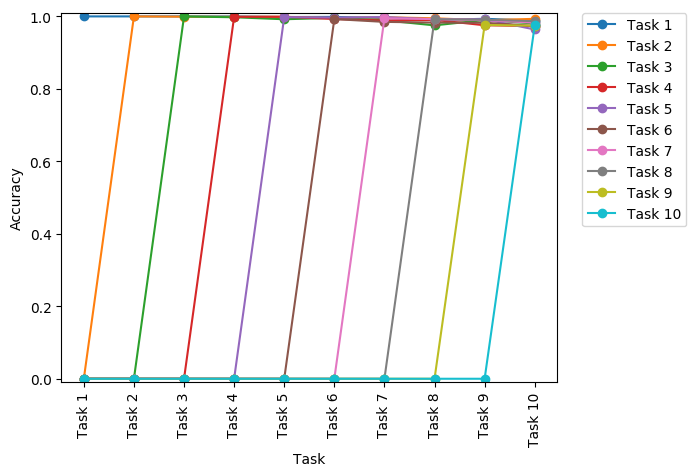 1.0
0.8
0.6
0.4
0.2
0.0
Accuracy
Task 1
Task 2
Task 3
Task 4
Task 5
Task 6
Task 7
Task 8
Task 9
Task 10
Task
Task 1
Task 2
Task 3
Task 4
Task 5
Task 6
Task 7
Task 8
Task 9
Task 10